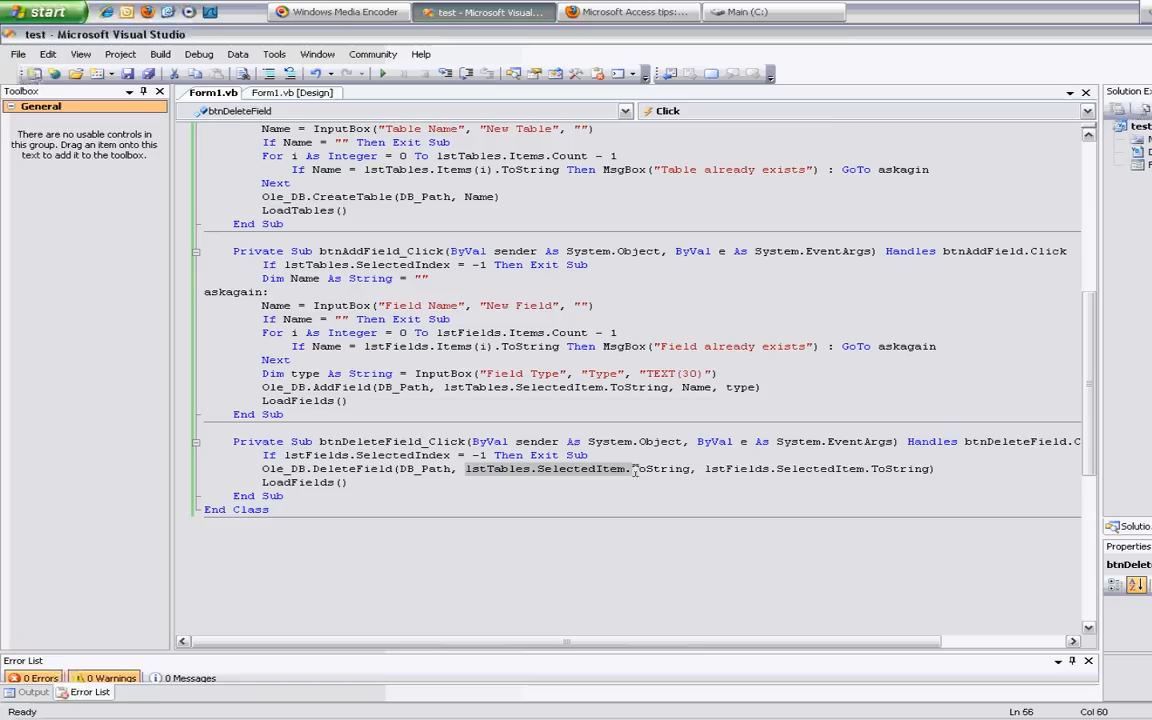 start
Windows Media Encoder
test - Microsoft Visual...
Microsoft Access tips:...
Main (C:)
test - Microsoft Visual Studio
File Edit View Project Build Debug Data Tools Window Community Help
Toolbox
General
There are no usable controls in
this group. Drag an item onto this
text to add it to the toolbox.
Form1.vb Form1.vb [Design]
btnDeleteField
Click
Name = InputBox("Table Name", "New Table", "")
If Name = "" Then Exit Sub
For i As Integer = 0 To lstTables.Items.Count - 1
If Name = lstTables.Items(i).ToString Then MsgBox("Table already exists") : GoTo askagin
Next
Ole_DB.CreateTable(DB_Path, Name)
LoadTables()
End Sub
Private Sub btnAddField_Click(ByVal sender As System.Object, ByVal e As System.EventArgs) Handles btnAddField.Click
If lstTables.SelectedIndex = -1 Then Exit Sub
Dim Name As String = ""
askagain:
Name = InputBox("Field Name", "New Field", "")
If Name = "" Then Exit Sub
For i As Integer = 0 To lstFields.Items.Count - 1
If Name = lstFields.Items(i).ToString Then MsgBox("Field already exists") : GoTo askagain
Next
Dim type As String = InputBox("Field Type", "Type", "TEXT(30)")
Ole_DB.AddField(DB_Path, lstTables.SelectedItem.ToString, Name, type)
LoadFields()
End Sub
Private Sub btnDeleteField_Click(ByVal sender As System.Object, ByVal e As System.EventArgs) Handles btnDeleteField.C
If lstFields.SelectedIndex = -1 Then Exit Sub
Ole_DB.DeleteField(DB_Path, lstTables.SelectedItem.ToString, lstFields.SelectedItem.ToString)
LoadFields()
End Sub
End Class
Solution Ex
test
Solutio
Properties
btnDelet
Error List
0 Errors 0 Warnings 0 Messages
Output Error List
Ready
Ln 56
Col 60